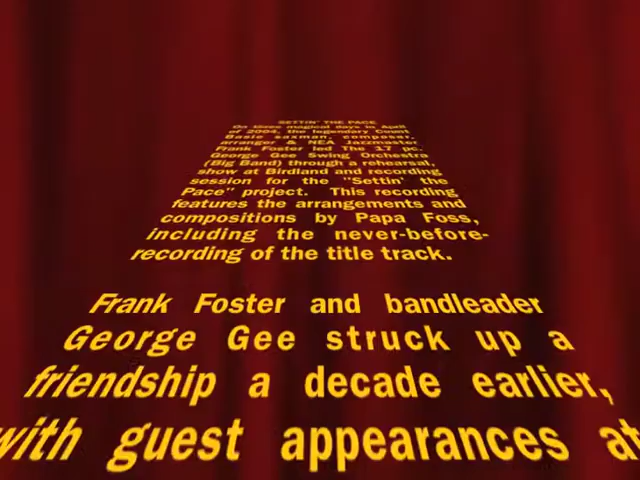 SETTIN' THE PACE
On three magical days in April
of 2004, the legendary Count
Basie saxman, composer,
arranger & NEA Jazzmaster
Frank Foster led The 17 pc.
George Gee Swing Orchestra
(Big Band) through a rehearsal,
show at Birdland and recording
session for the "Settin' the
Pace" project. This recording
features the arrangements and
compositions by Papa Foss,
including the never-before-
recording of the title track.
Frank Foster and bandleader
George Gee struck up a
friendship a decade earlier,
with guest appearances at